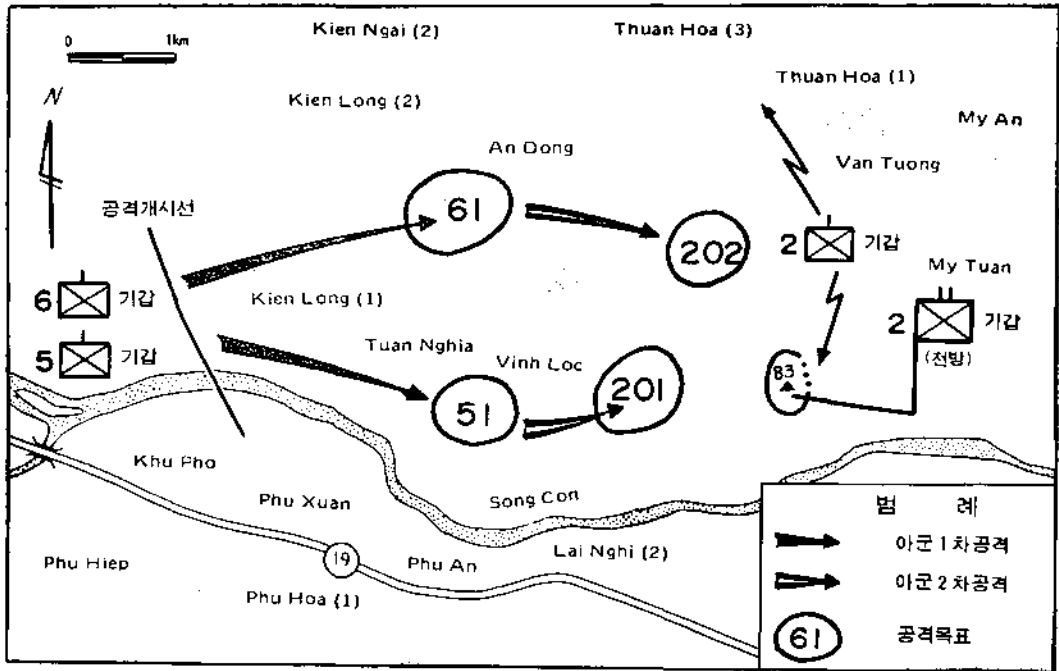 Kien Ngai (2)
Thuan Hoa (3)
0 1km
Thuan Hoa (1)
N
Kien Long (2)
My An
An Dong
Van Tuong
공격개시선
61
202
2 기갑
My Tuan
6 기갑
Kien Long (1)
2 기갑
(전방)
5 기갑
Tuan Nghia
Vinh Loc
83
51
201
Khu Pho
Phu Xuan
Song Con
범 례
아군 1차공격
아군 2차공격
61 공격목표
Lai Nghi (2)
Phu An
19
Phu Hiep
Phu Hoa (1)